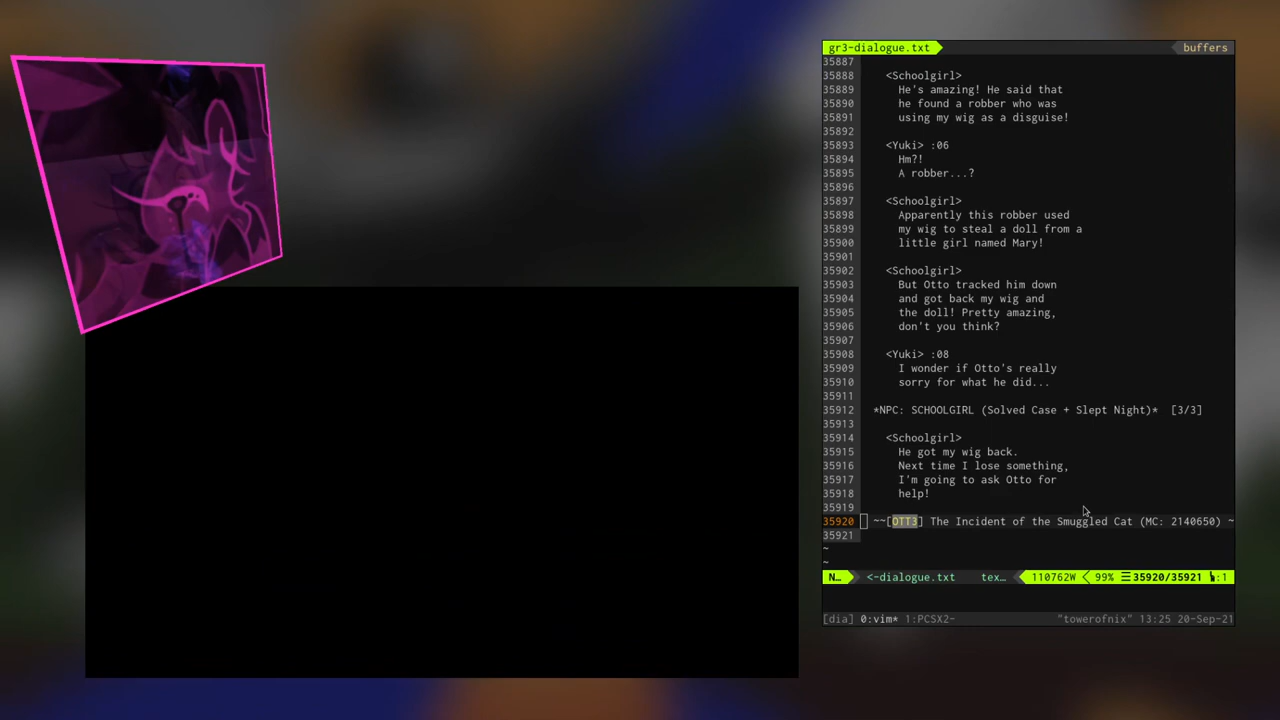 gr3-dialogue.txt
buffers
35887
35888 <Schoolgirl>
35889 He's amazing! He said that
35890 he found a robber who was
35891 using my wig as a disguise!
35892
35893 <Yuki> :06
35894 Hm?!
35895 A robber...?
35896
35897 <Schoolgirl>
35898 Apparently this robber used
35899 my wig to steal a doll from a
35900 little girl named Mary!
35901
35902 <Schoolgirl>
35903 But Otto tracked him down
35904 and got back my wig and
35905 the doll! Pretty amazing,
35906 don't you think?
35907
35908 <Yuki> :08
35909 I wonder if Otto's really
35910 sorry for what he did...
35911
35912 *NPC: SCHOOLGIRL (Solved Case + Slept Night)* [3/3]
35913
35914 <Schoolgirl>
35915 He got my wig back.
35916 Next time I lose something,
35917 I'm going to ask Otto for
35918 help!
35919
35920 ~~[OTT3] The Incident of the Smuggled Cat (MC: 2140650) ~
35921
~
~
N… <-dialogue.txt tex… 110762W 99% ☰35920/35921 :1
[dia] 0:vim* 1:PCSX2- "towerofnix" 13:25 20-Sep-21